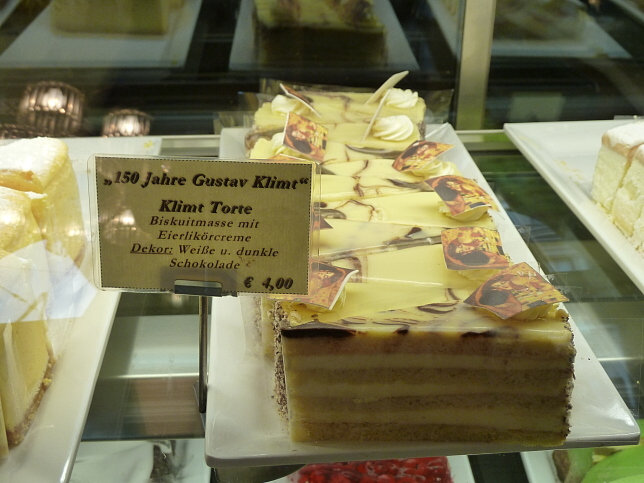 „150 Jahre Gustav Klimt“
Klimt Torte
Biskuitmasse mit
Eierlikörcreme
Dekor: Weiße u. dunkle
Schokolade
€ 4,00